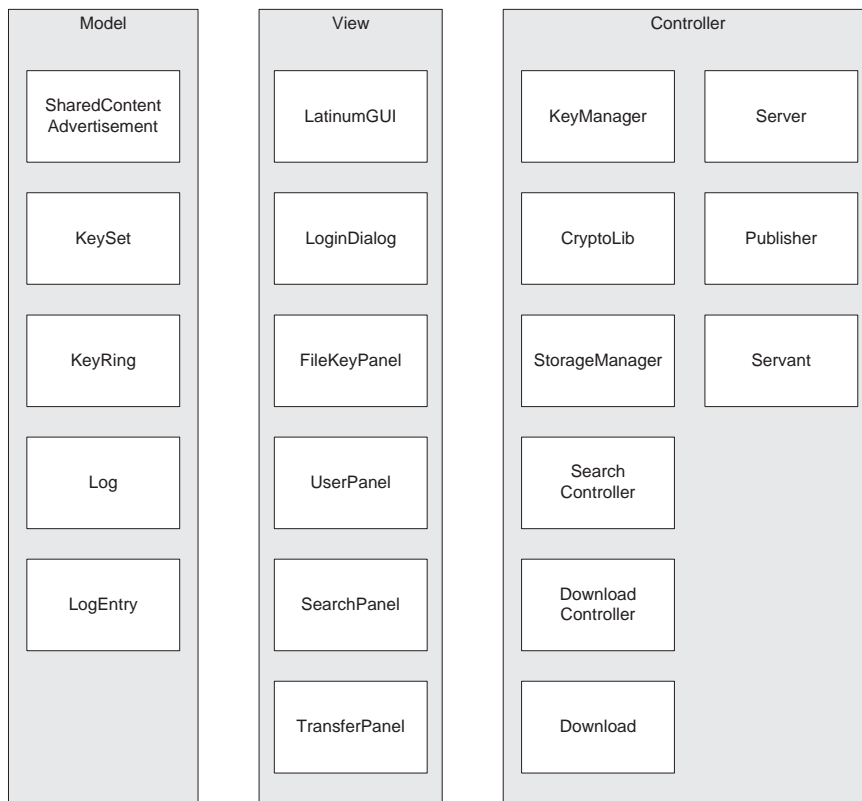 Model
SharedContent
Advertisement
KeySet
KeyRing
Log
LogEntry
View
LatinumGUI
LoginDialog
FileKeyPanel
UserPanel
SearchPanel
TransferPanel
Controller
KeyManager
CryptoLib
StorageManager
Search
Controller
Download
Controller
Download
Server
Publisher
Servant